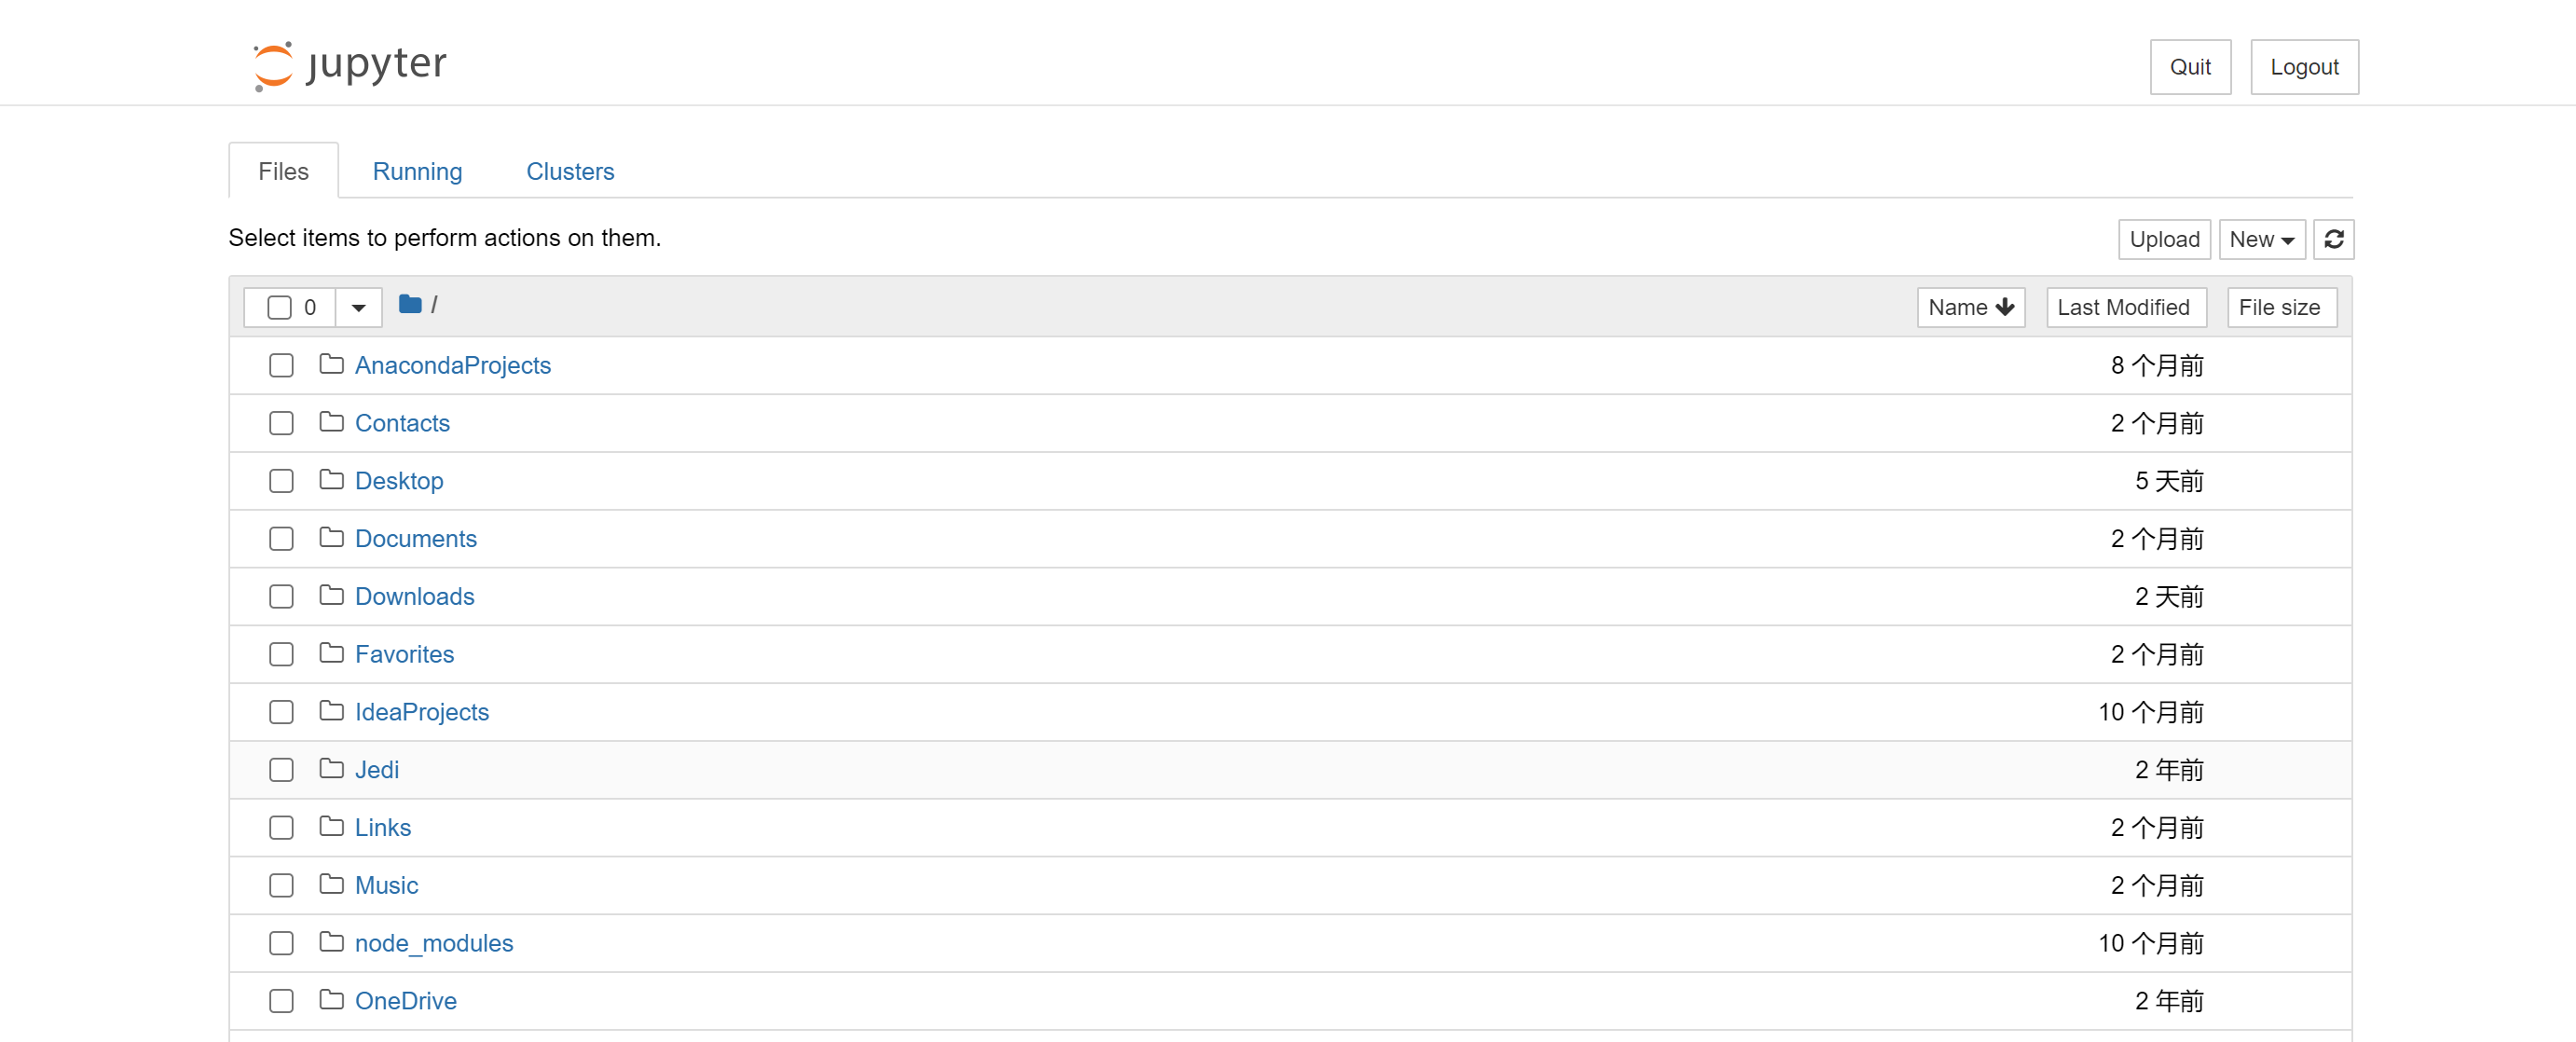 jupyter Quit Logout
Files Running Clusters
Select items to perform actions on them. Upload New
0 / Name Last Modified File size
AnacondaProjects 8 个月前
Contacts 2 个月前
Desktop 5 天前
Documents 2 个月前
Downloads 2 天前
Favorites 2 个月前
IdeaProjects 10 个月前
Jedi 2 年前
Links 2 个月前
Music 2 个月前
node_modules 10 个月前
OneDrive 2 年前